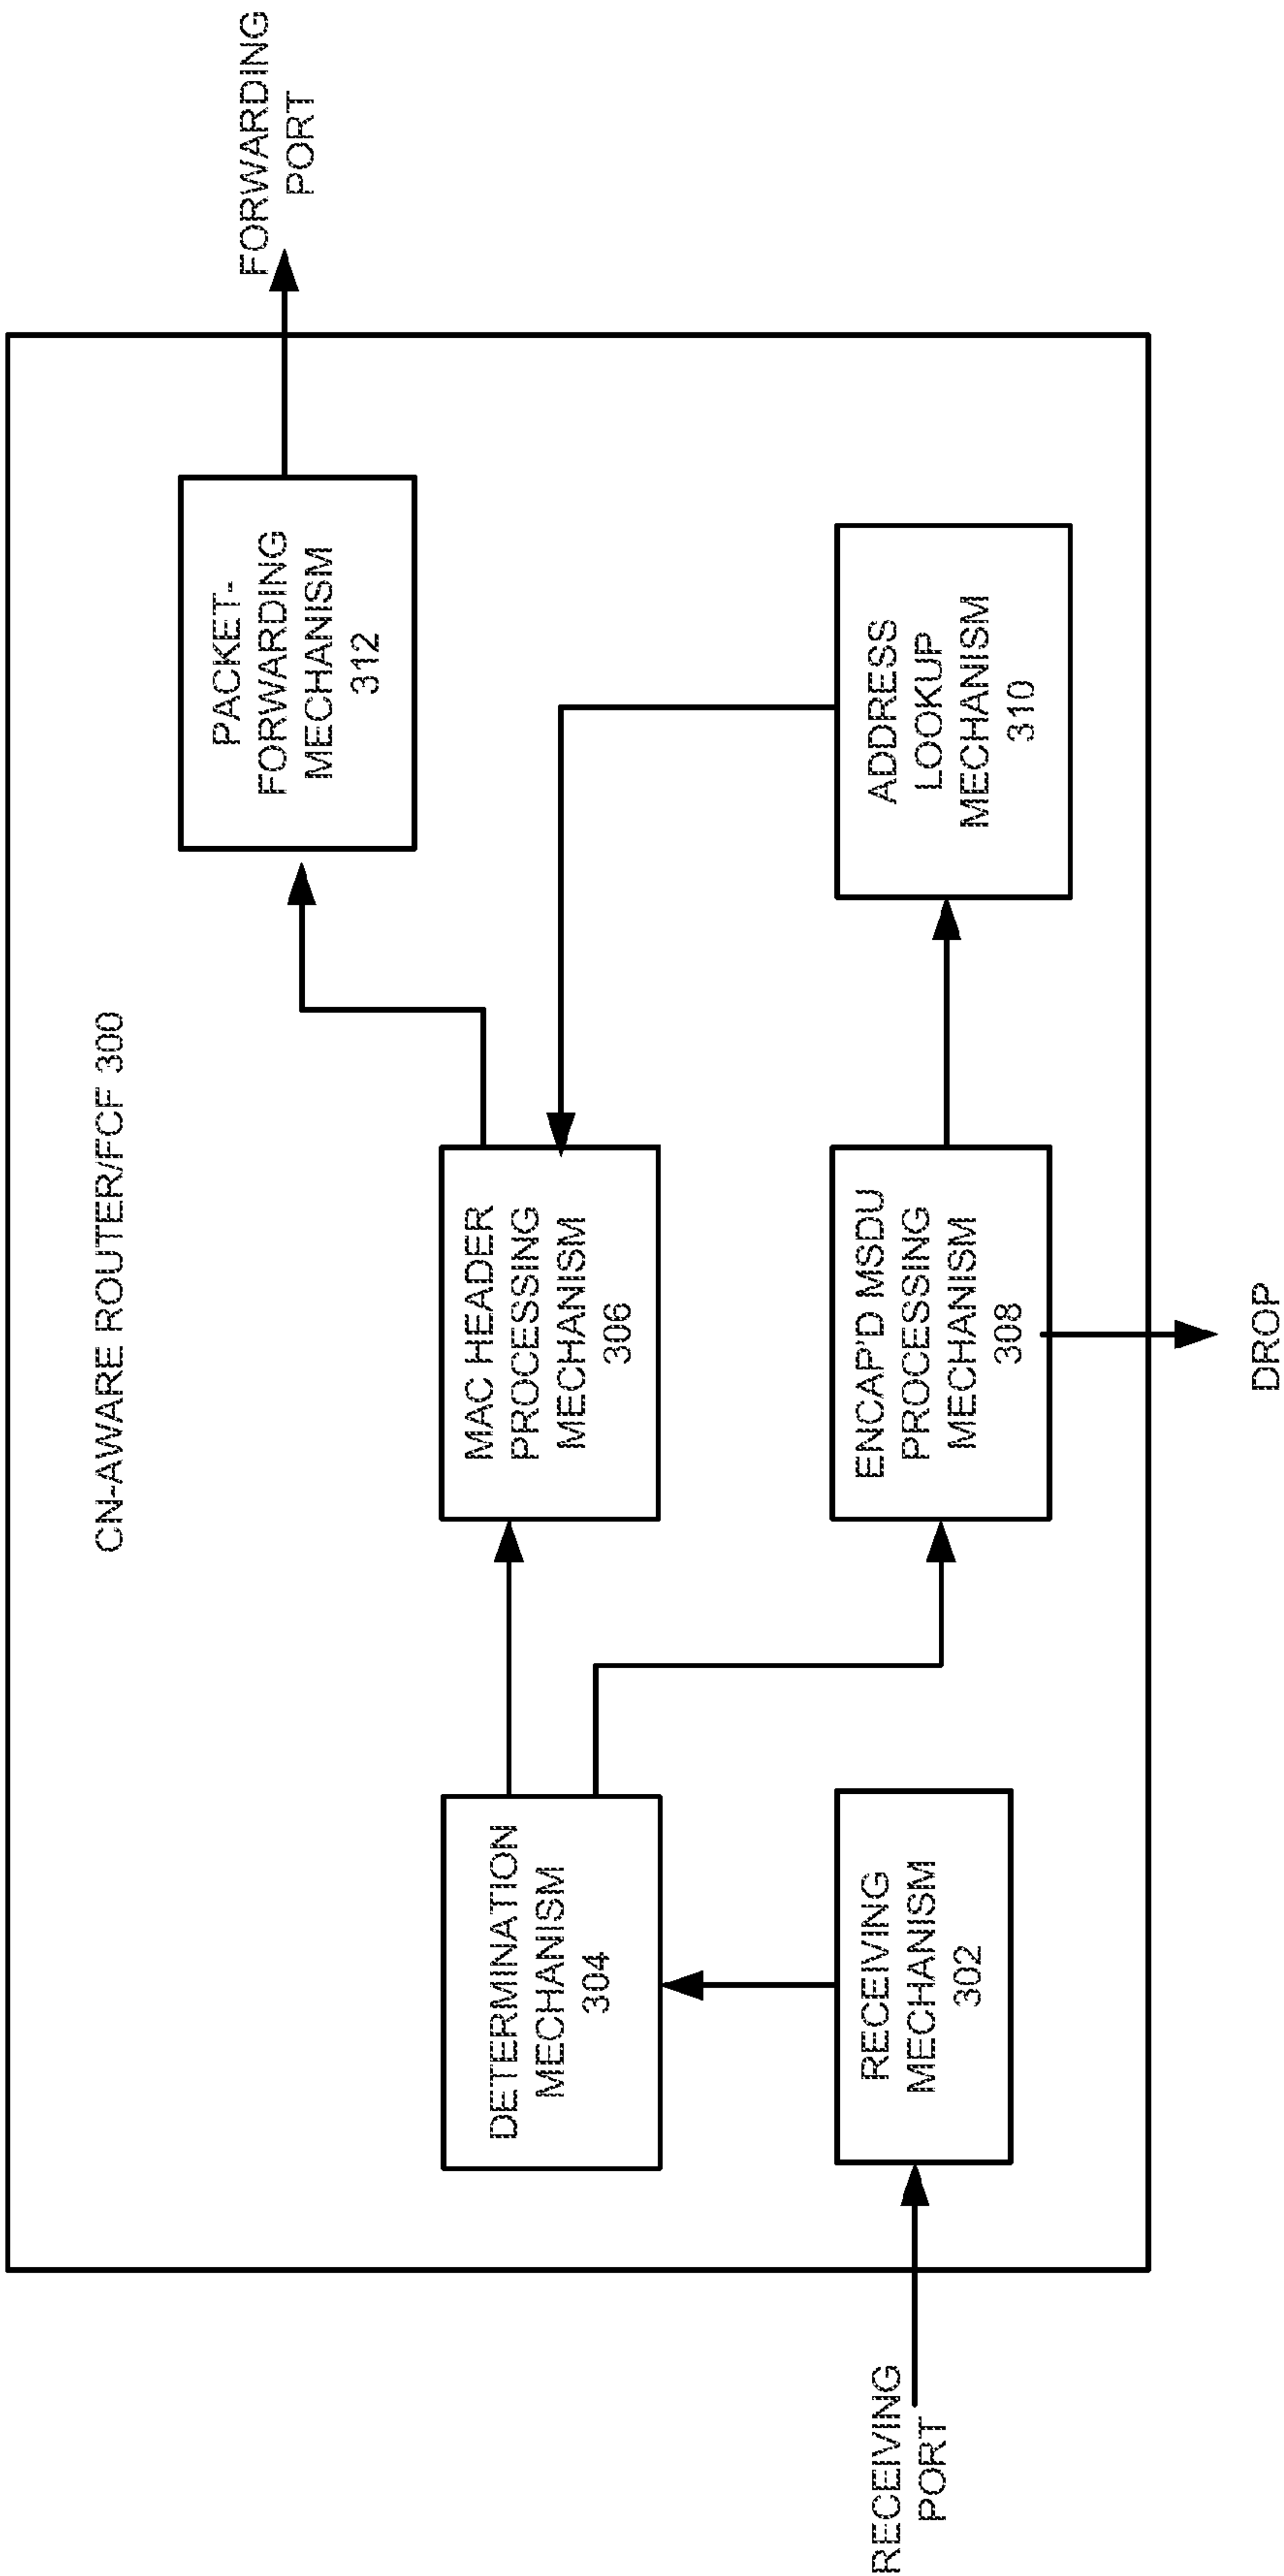 CN-AWARE ROUTER/FCF 300
FORWARDING
PORT
PACKET-
FORWARDING
MECHANISM
312
DETERMINATION
MECHANISM
304
MAC HEADER
PROCESSING
MECHANISM
306
RECEIVING
PORT
RECEIVING
MECHANISM
302
ENCAP'D MSDU
PROCESSING
MECHANISM
308
ADDRESS
LOOKUP
MECHANISM
310
DROP